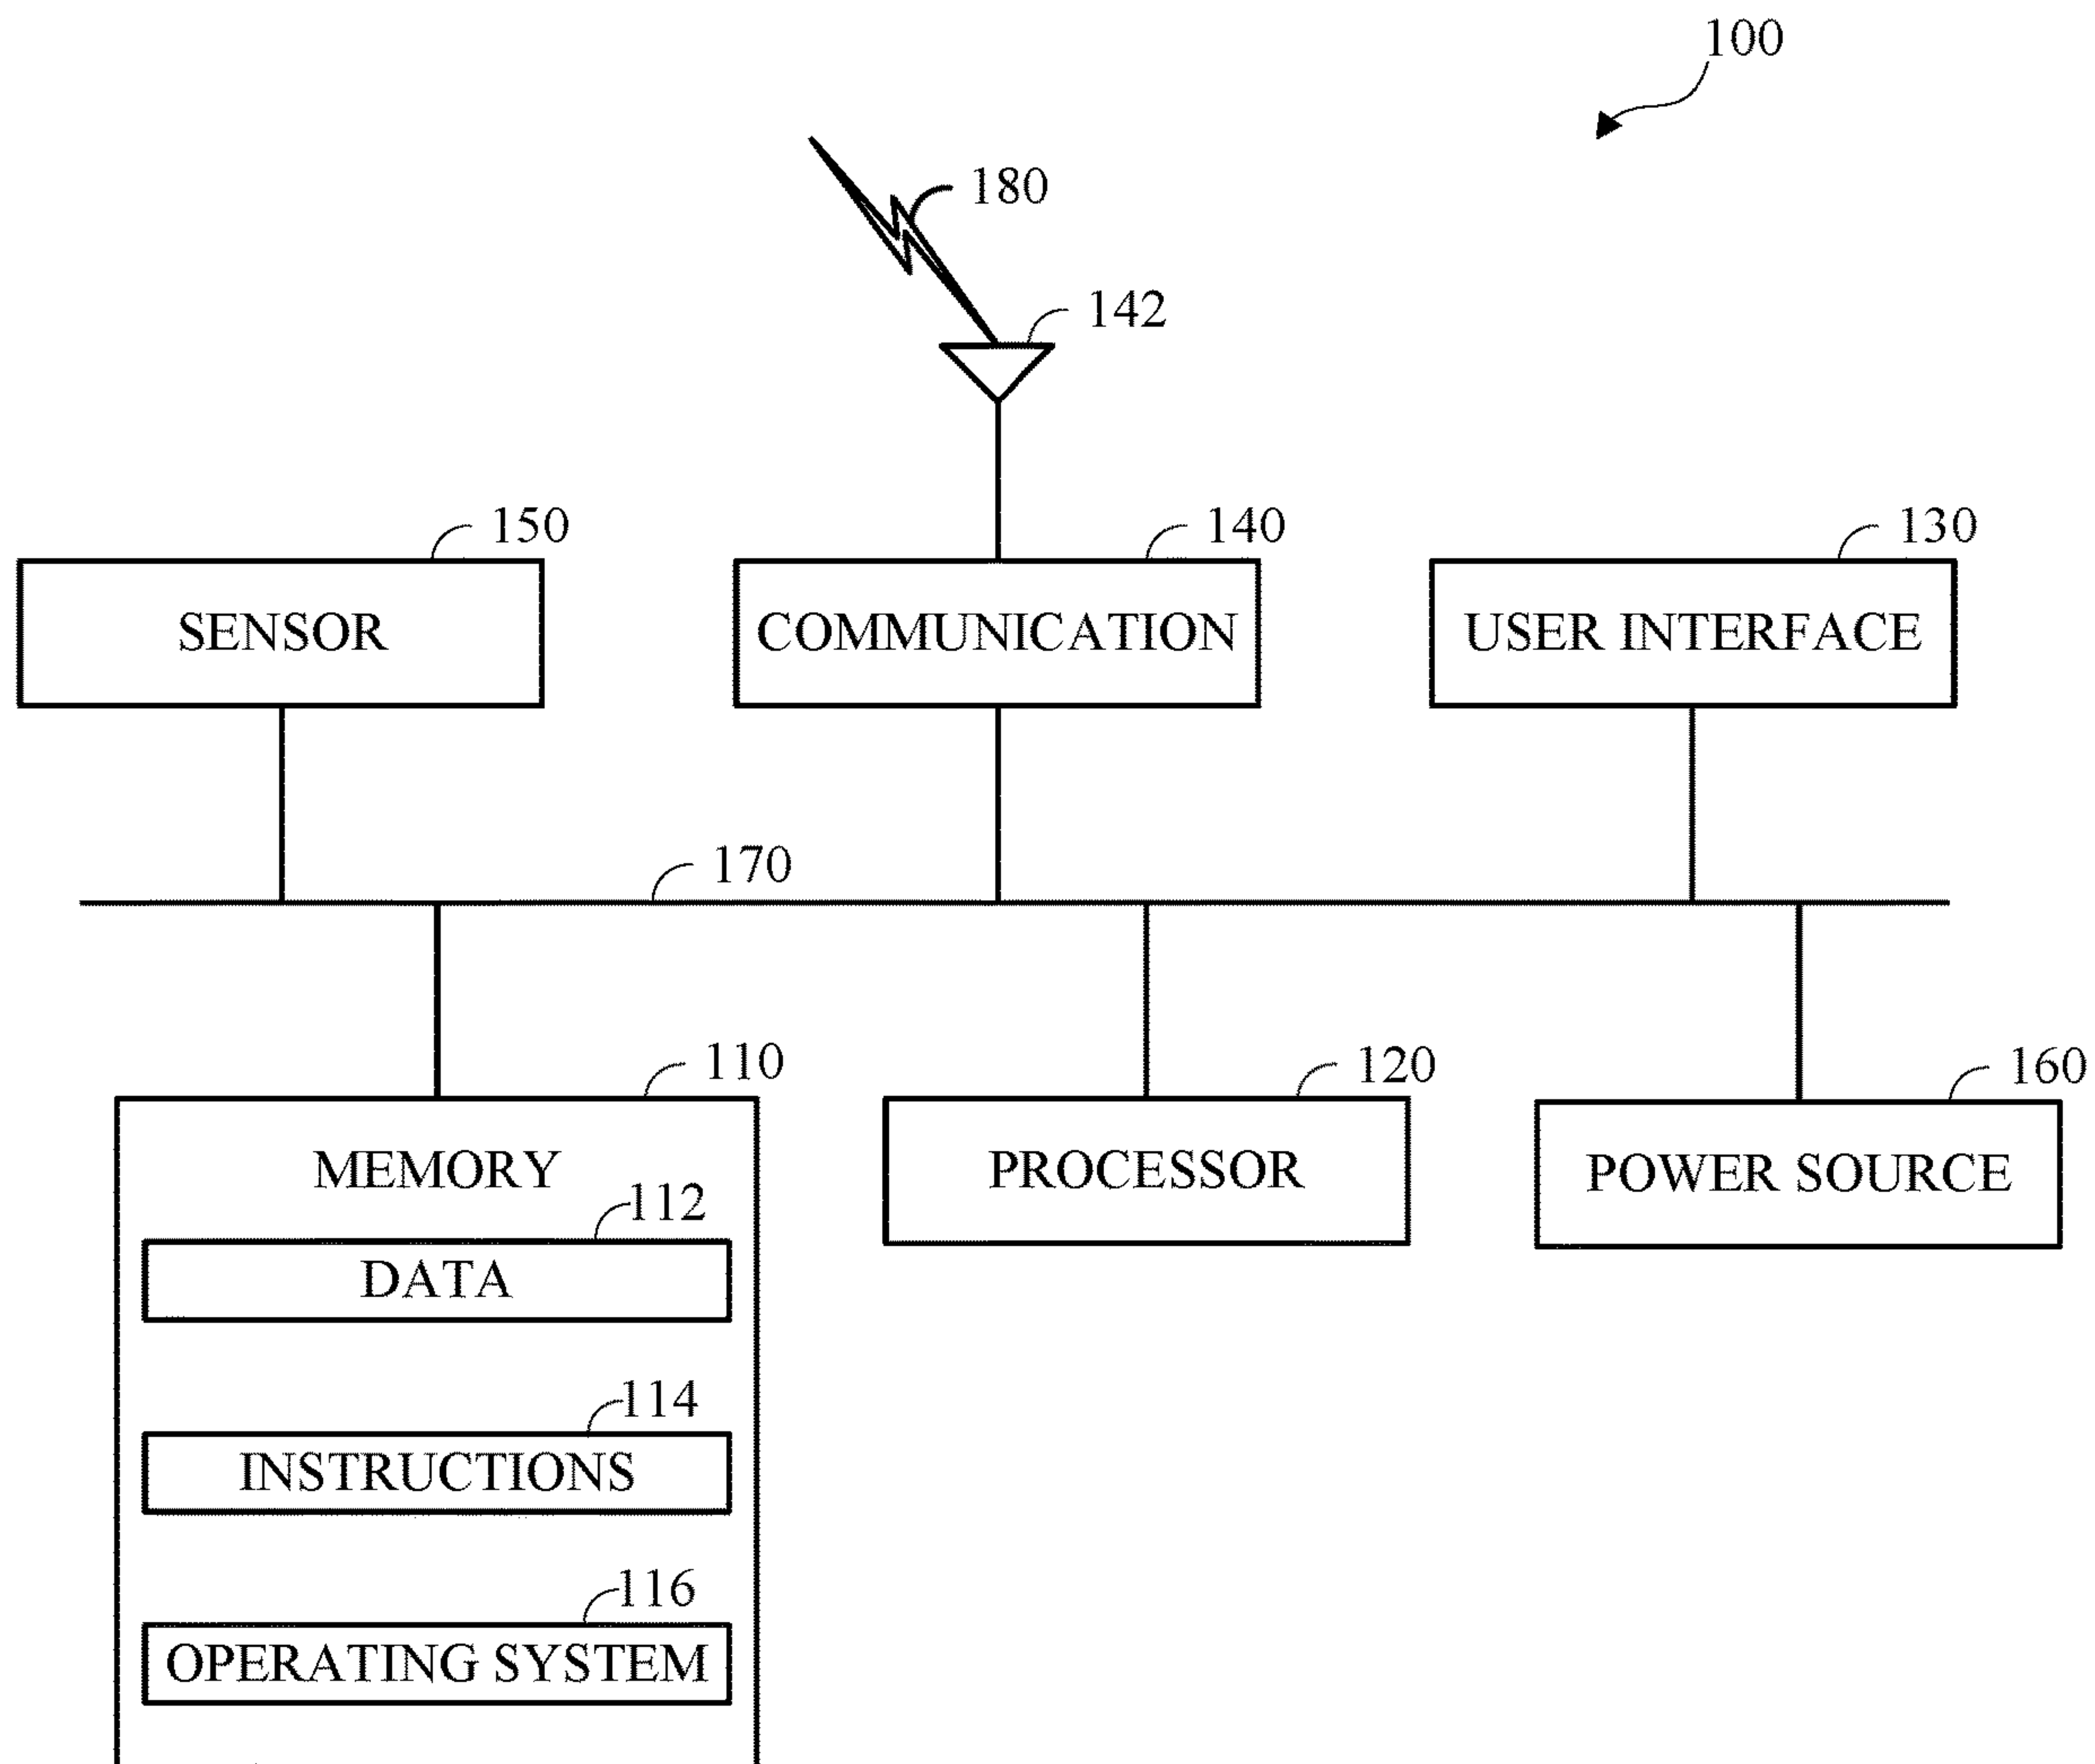 100
180
142
150
140
130
SENSOR
COMMUNICATION
USER INTERFACE
170
110
120
160
MEMORY
PROCESSOR
POWER SOURCE
112
DATA
114
INSTRUCTIONS
116
OPERATING SYSTEM